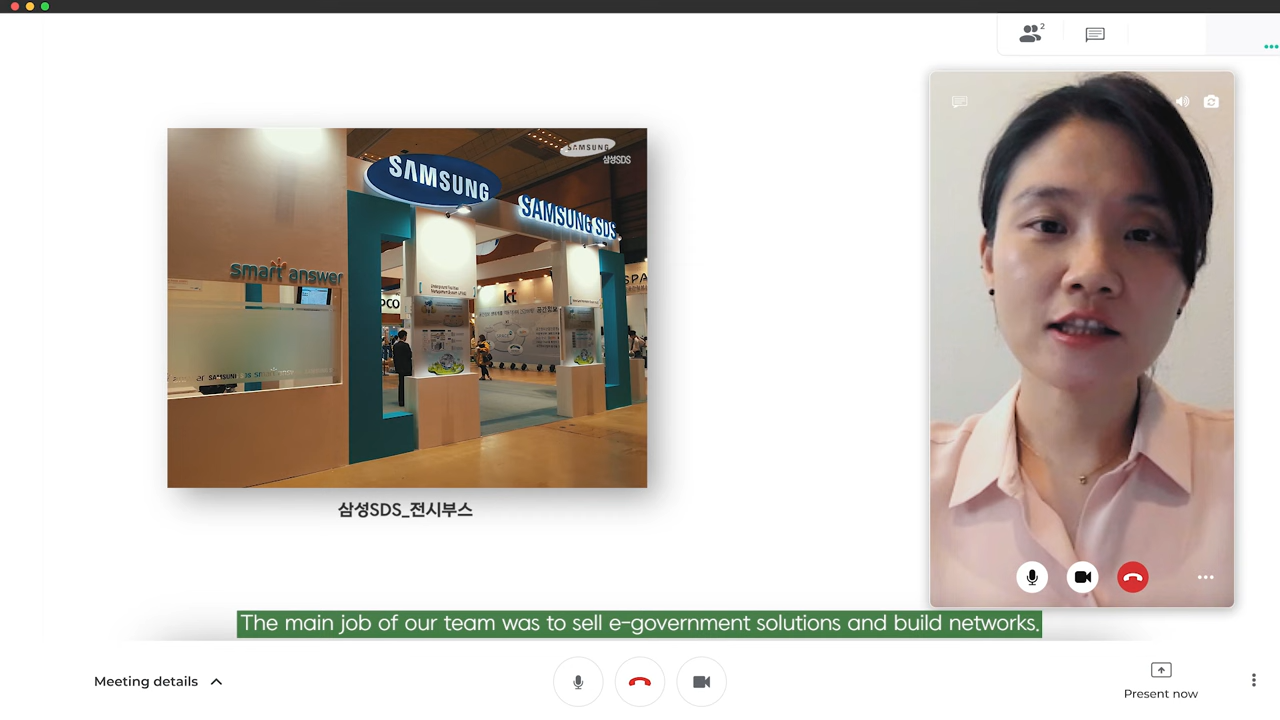 2
SAMSUNG
삼성SDS
SAMSUNG
SAMSUNG SDS
smart answer
kt
삼성SDS_전시부스
The main job of our team was to sell e-government solutions and build networks.
Meeting details
Present now